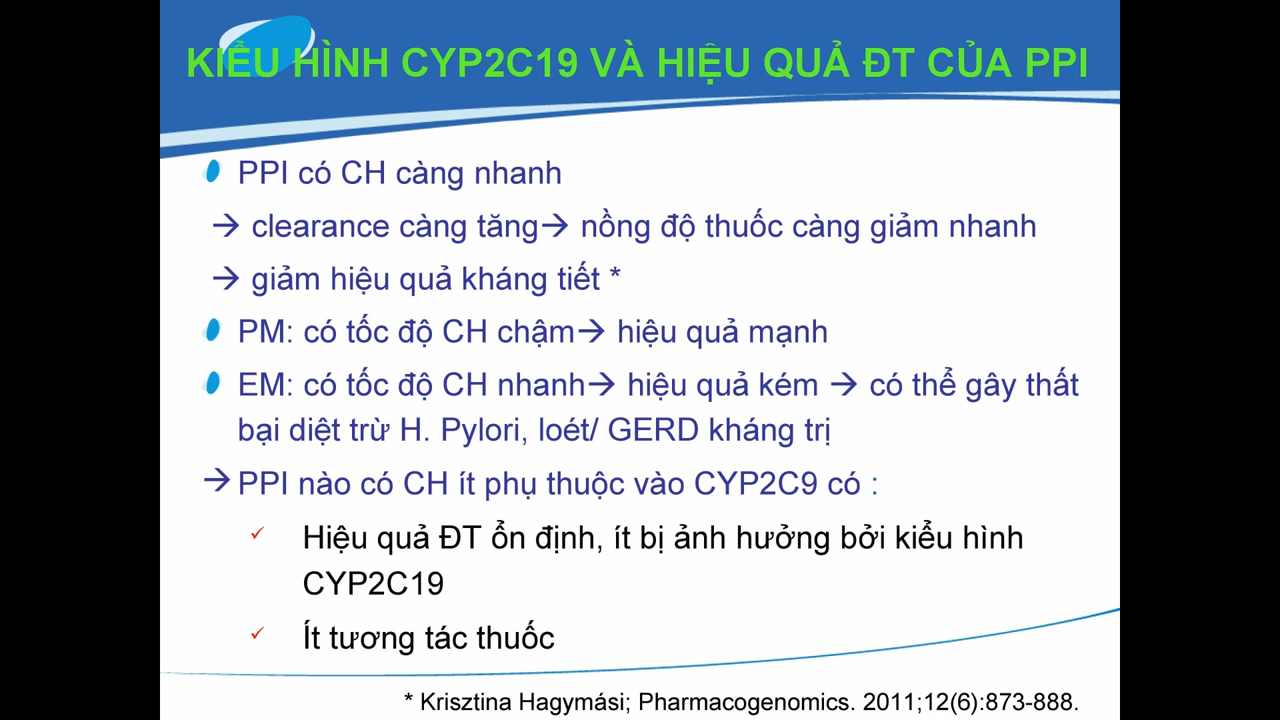 KIỂU HÌNH CYP2C19 VÀ HIỆU QUẢ ĐT CỦA PPI
PPI có CH càng nhanh
→ clearance càng tăng→ nồng độ thuốc càng giảm nhanh
→ giảm hiệu quả kháng tiết *
PM: có tốc độ CH chậm→ hiệu quả mạnh
EM: có tốc độ CH nhanh→ hiệu quả kém → có thể gây thất
bại diệt trừ H. Pylori, loét/ GERD kháng trị
→ PPI nào có CH ít phụ thuộc vào CYP2C9 có :
✓ Hiệu quả ĐT ổn định, ít bị ảnh hưởng bởi kiểu hình
CYP2C19
✓ Ít tương tác thuốc
* Krisztina Hagymási; Pharmacogenomics. 2011;12(6):873-888.